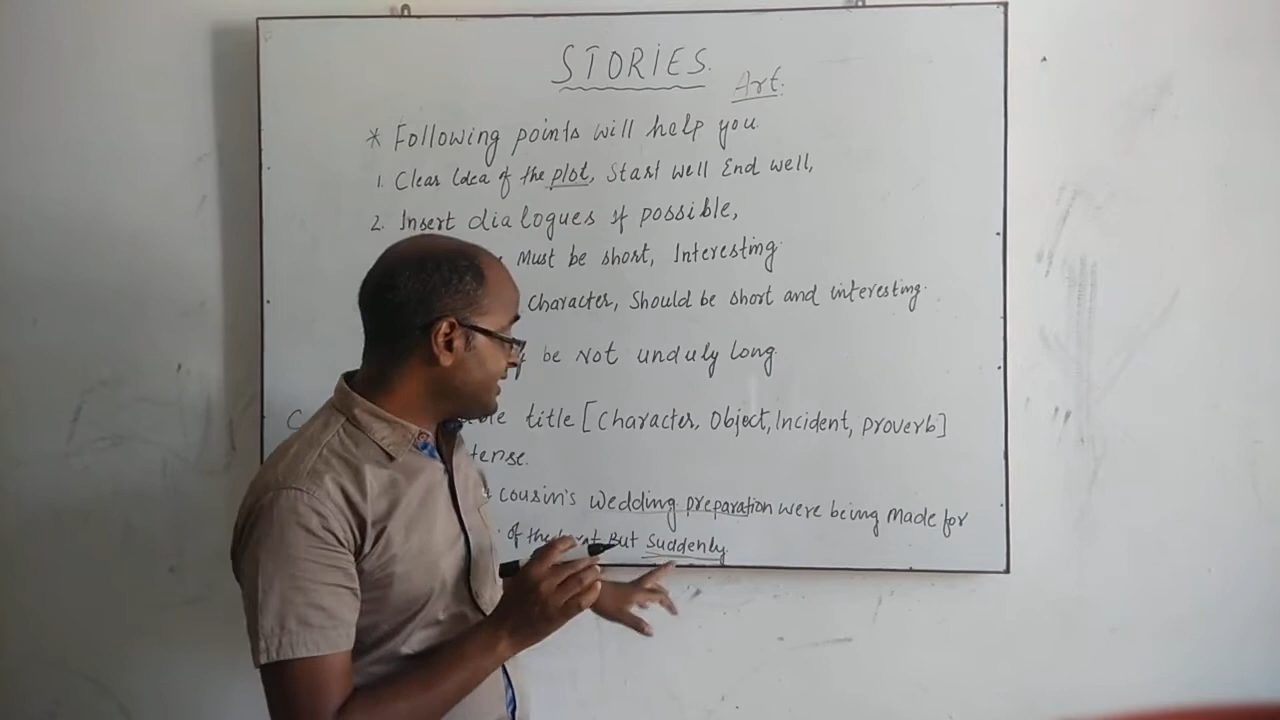 STORIES.
Art.
* Following points will help you.
1. Clear Idea of the plot, Start well End well,
2. Insert dialogues if possible,
Must be short, Interesting.
Character, Should be short and interesting.
be Not unduly long.
title [Character, Object, Incident, proverb]
tense.
cousin's wedding preparation were being made for
of the But Suddenly.